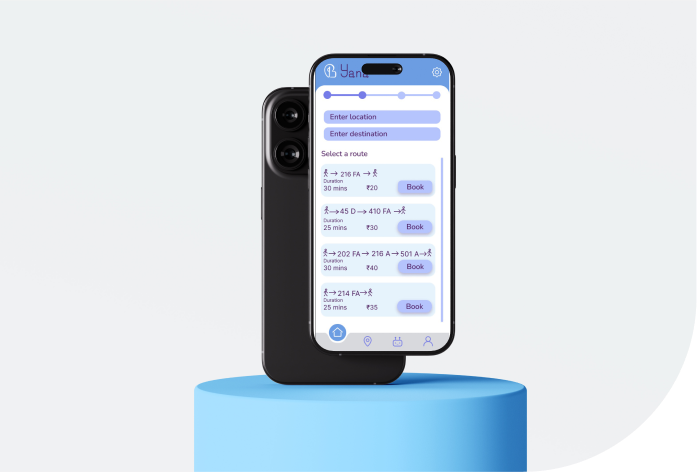 Yana
Enter location
Enter destination
Select a route
→ 216 FA →
Duration
30 mins ₹20 Book
→45 D→ 410 FA →
Duration
25 mins ₹30 Book
→202 FA→ 216 A→501 A→
Duration
30 mins ₹40 Book
→214 FA→
Duration
25 mins ₹35 Book